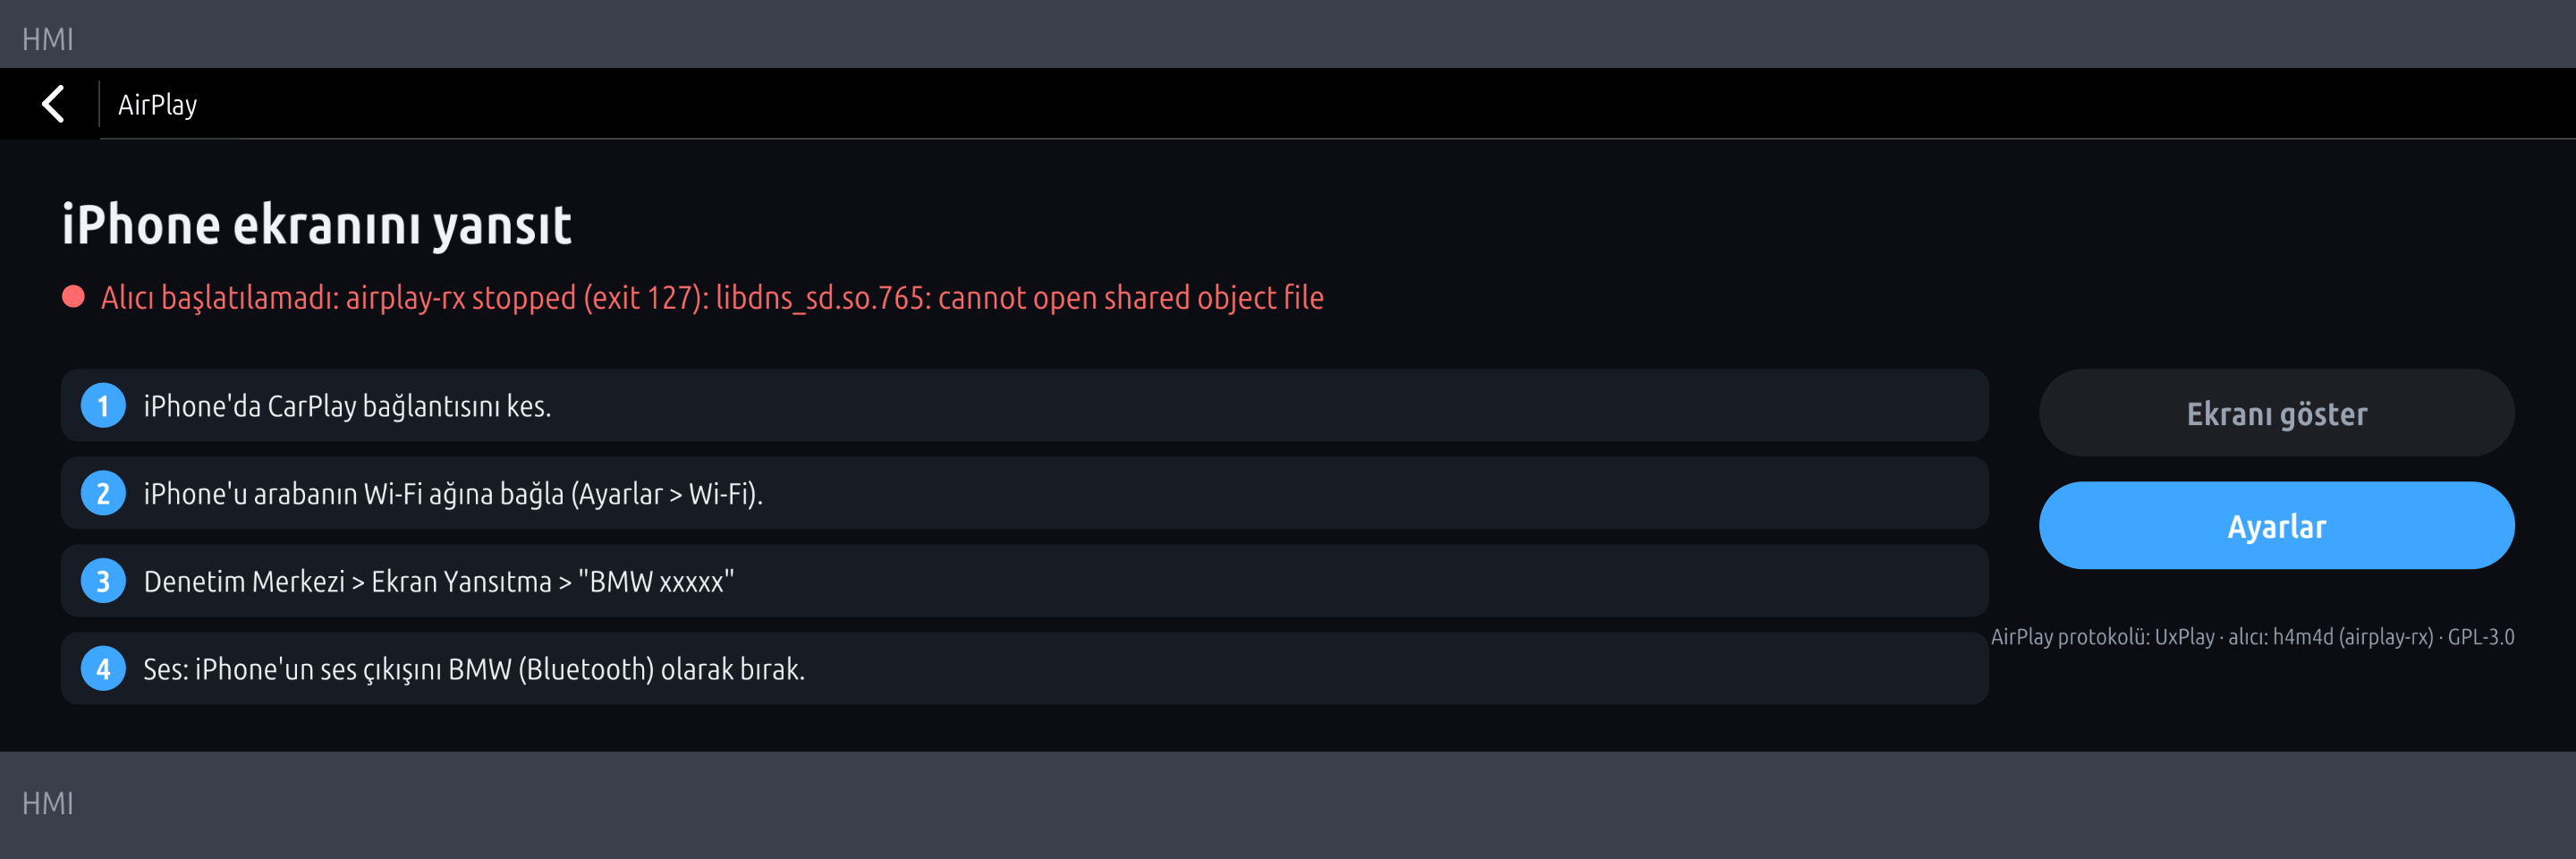 HMI
AirPlay
iPhone ekranını yansıt
Alıcı başlatılamadı: airplay-rx stopped (exit 127): libdns_sd.so.765: cannot open shared object file
1 iPhone'da CarPlay bağlantısını kes.
2 iPhone'u arabanın Wi-Fi ağına bağla (Ayarlar > Wi-Fi).
3 Denetim Merkezi > Ekran Yansıtma > "BMW xxxxx"
4 Ses: iPhone'un ses çıkışını BMW (Bluetooth) olarak bırak.
Ekranı göster
Ayarlar
AirPlay protokolü: UxPlay · alıcı: h4m4d (airplay-rx) · GPL-3.0
HMI